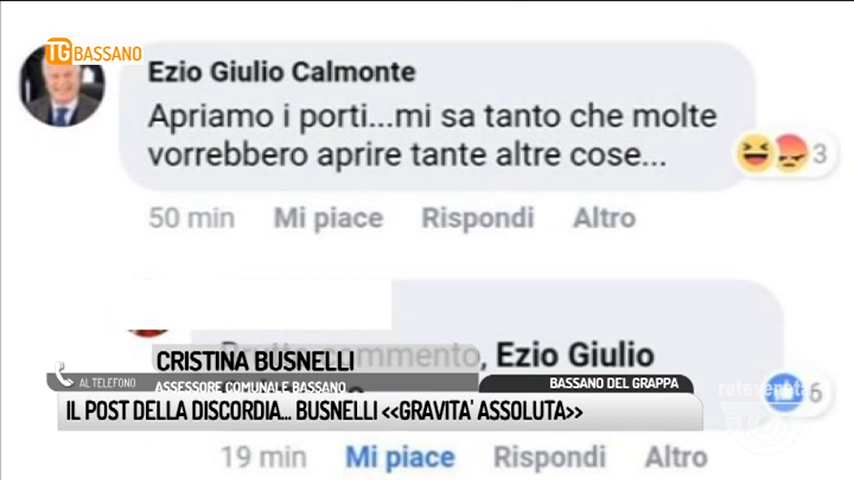 TG BASSANO
Ezio Giulio Calmonte
Apriamo i porti...mi sa tanto che molte
vorrebbero aprire tante altre cose...
3
50 min Mi piace Rispondi Altro
commento, Ezio Giulio
CRISTINA BUSNELLI
AL TELEFONO
ASSESSORE COMUNALE BASSANO
BASSANO DEL GRAPPA
reteveneta
6
IL POST DELLA DISCORDIA... BUSNELLI <<GRAVITA' ASSOLUTA>>
19 min Mi piace Rispondi Altro